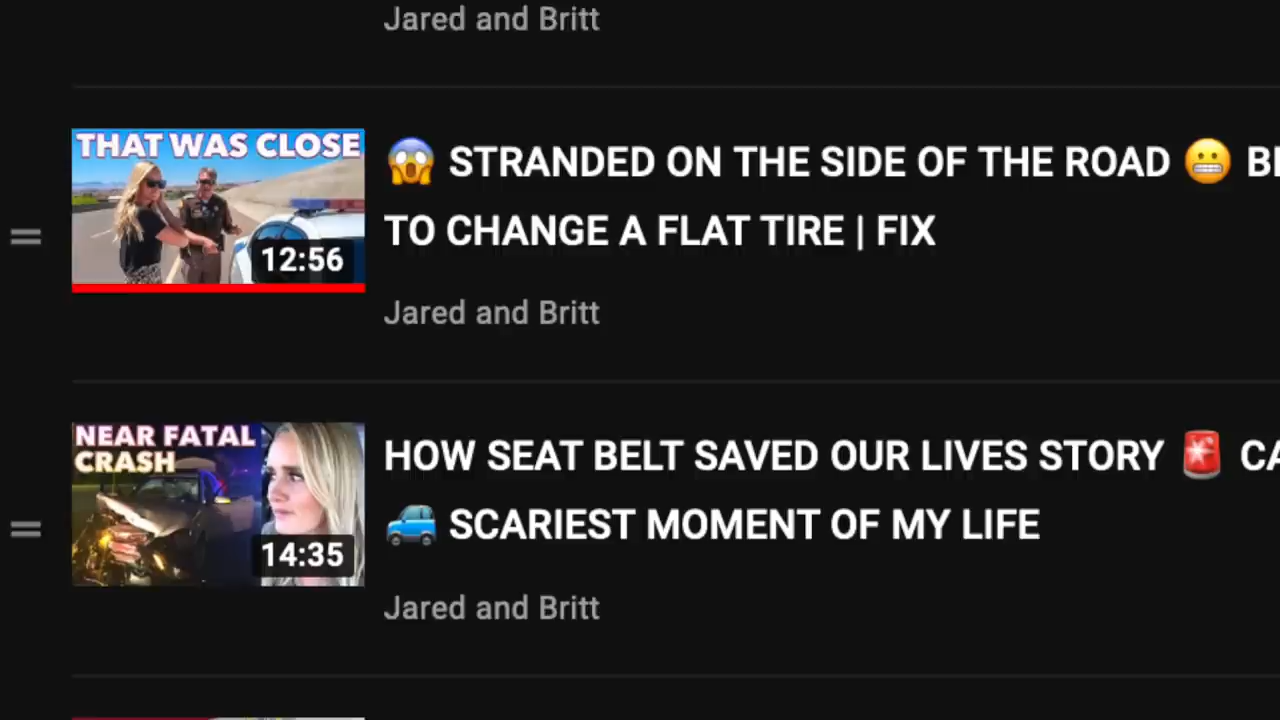 Jared and Britt
THAT WAS CLOSE
12:56
😱 STRANDED ON THE SIDE OF THE ROAD 😬
TO CHANGE A FLAT TIRE | FIX
Jared and Britt
NEAR FATAL
CRASH
14:35
HOW SEAT BELT SAVED OUR LIVES STORY 🚨 CA
🚙 SCARIEST MOMENT OF MY LIFE
Jared and Britt